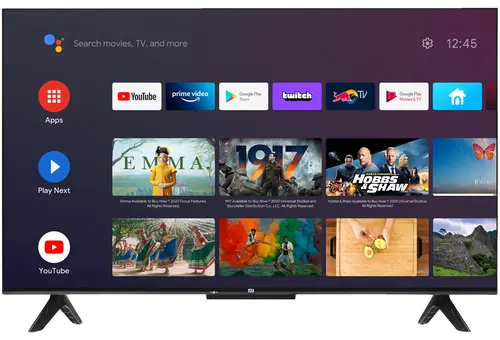 Search movies, TV, and more
12:45
Apps
YouTube
prime video
Google Play
Store
twitch
TV
Google Play
Movies & TV
Play Next
EMMA.
Emma Available to Buy Now © 2020 Focus Features.
All Rights Reserved.
1917
1917 Available to Buy Now © 2020 Universal Studios and
Storyteller Distribution Co., LLC. All Rights Reserved.
HOBBS
& SHAW
Hobbs & Shaw Available to Buy Now © 2020 Universal Studios.
All Rights Reserved.
YouTube
mi